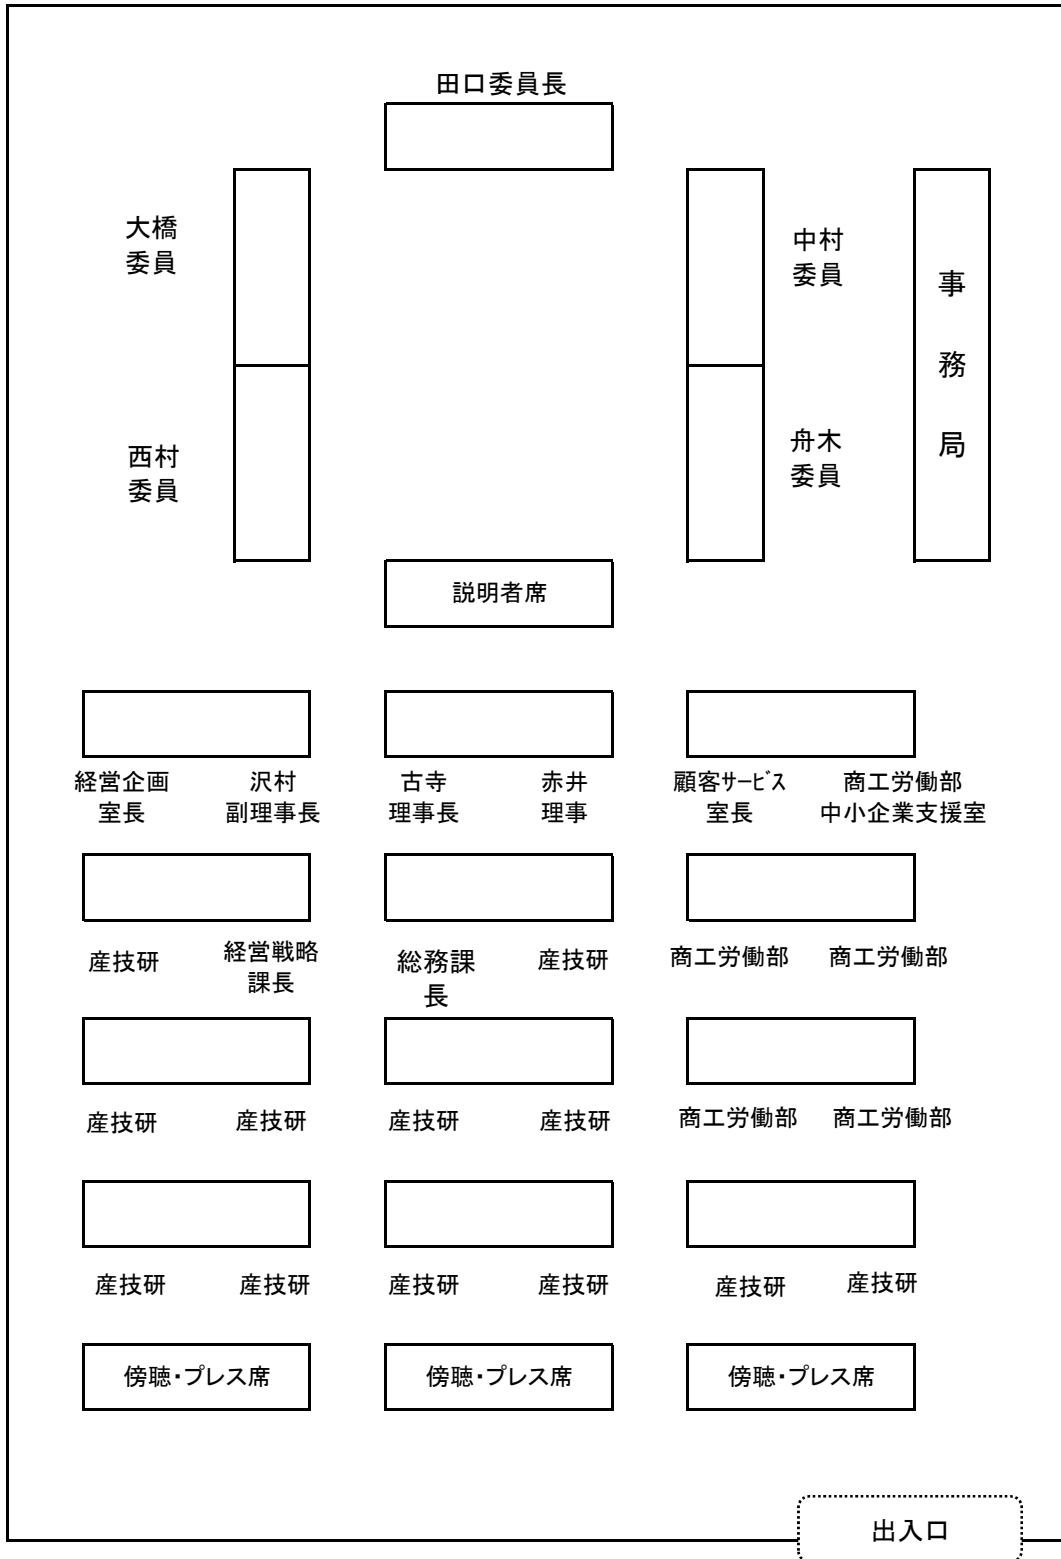 田口委員長
大橋
委員
中村
委員
事
務
局
西村
委員
舟木
委員
説明者席
経営企画
室長
沢村
副理事長
古寺
理事長
赤井
理事
顧客ｻｰﾋﾞｽ
室長
商工労働部
中小企業支援室
産技研
経営戦略
課長
総務課
長
産技研
商工労働部
商工労働部
産技研
産技研
産技研
産技研
商工労働部
商工労働部
産技研
産技研
産技研
産技研
産技研
産技研
傍聴・プレス席
傍聴・プレス席
傍聴・プレス席
出入口